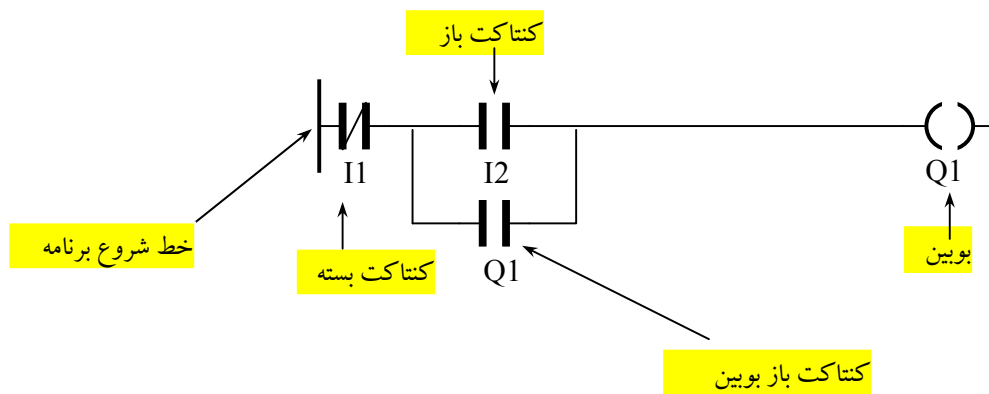 کنتاکت باز
I1
I2
Q1
خط شروع برنامه
کنتاکت بسته
Q1
بوبین
کنتاکت باز بوبین